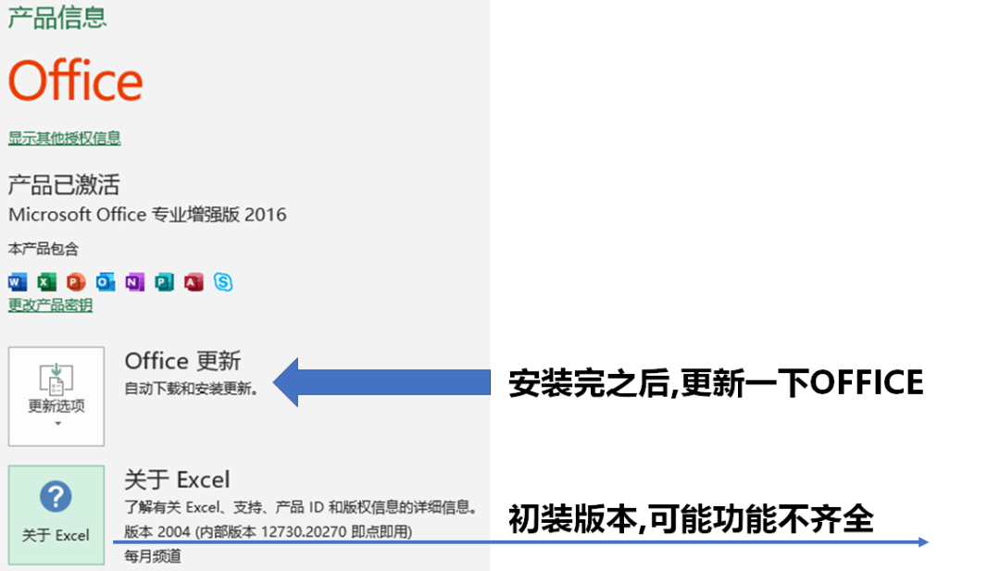 产品信息
Office
显示其他授权信息
产品已激活
Microsoft Office 专业增强版 2016
本产品包含
W X P O N P A S
更改产品密钥
Office 更新
自动下载和安装更新。
更新选项
安装完之后,更新一下OFFICE
关于 Excel
了解有关 Excel、支持、产品 ID 和版权信息的详细信息。
?
关于 Excel
版本 2004 (内部版本 12730.20270 即点即用)
每月频道
初装版本,可能功能不齐全